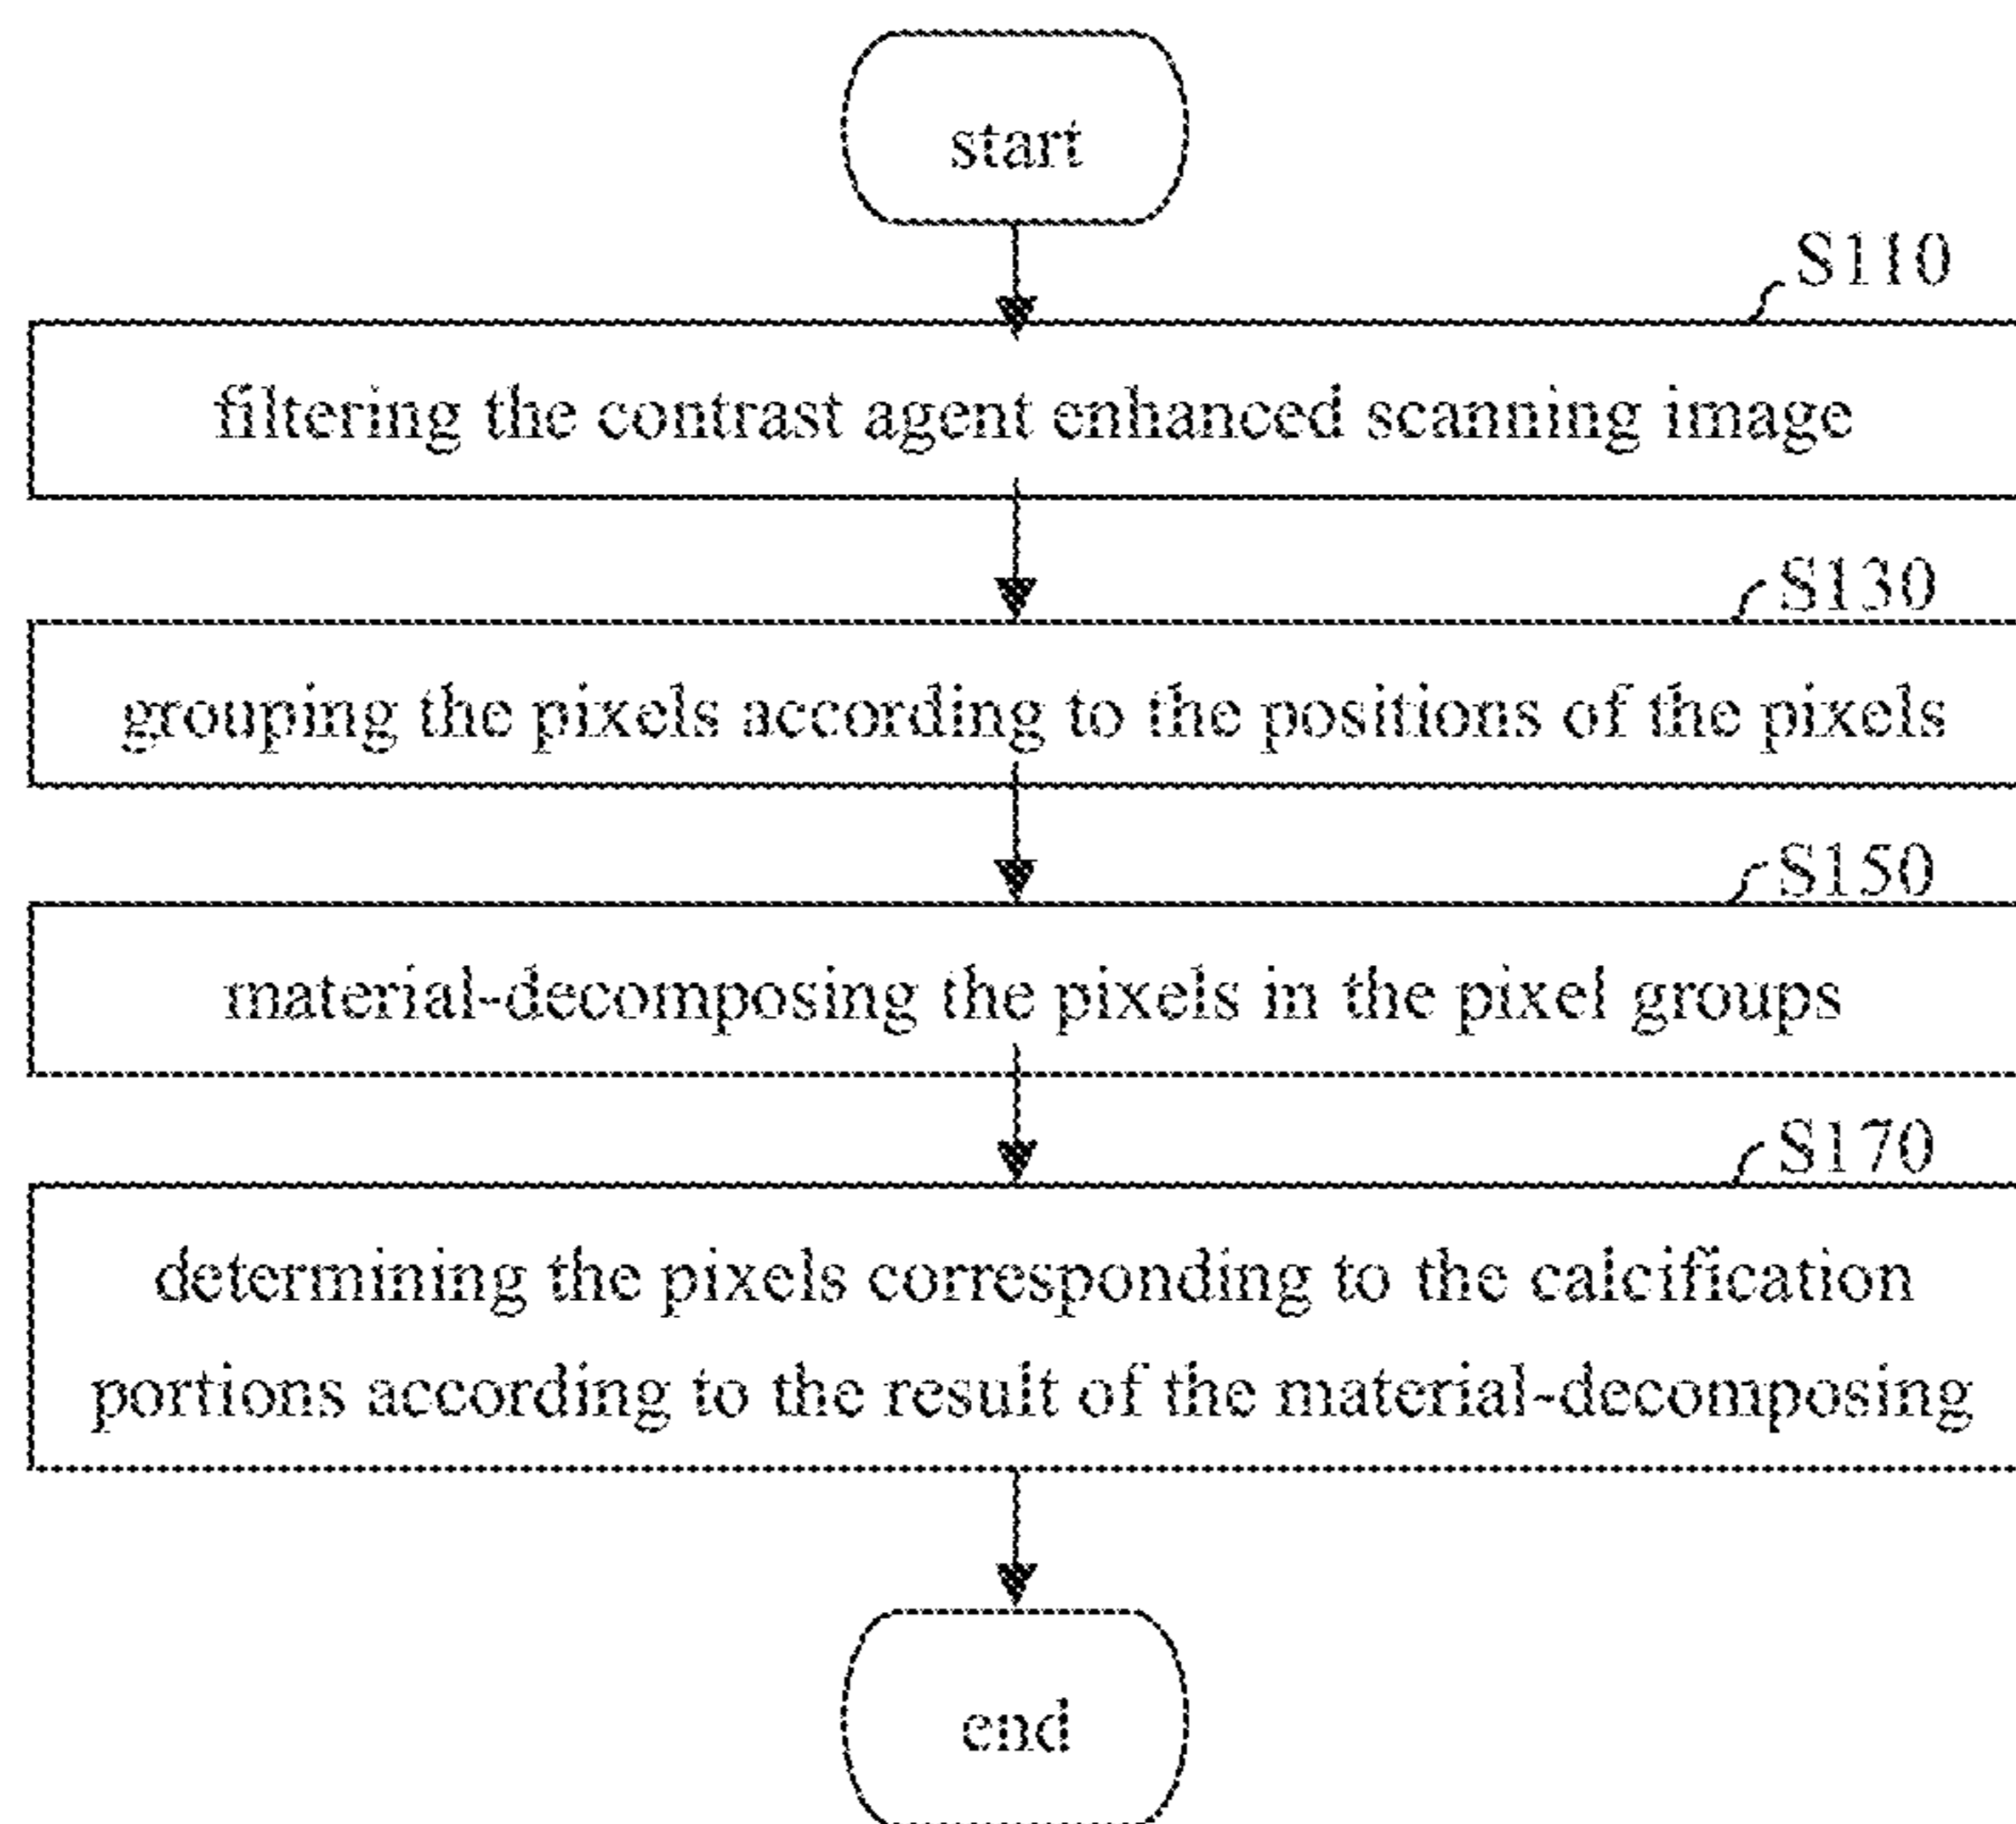 start
S110
filtering the contrast agent enhanced scanning image
S130
grouping the pixels according to the positions of the pixels
S150
material-decomposing the pixels in the pixel groups
S170
determining the pixels corresponding to the calcification
portions according to the result of the material-decomposing
end